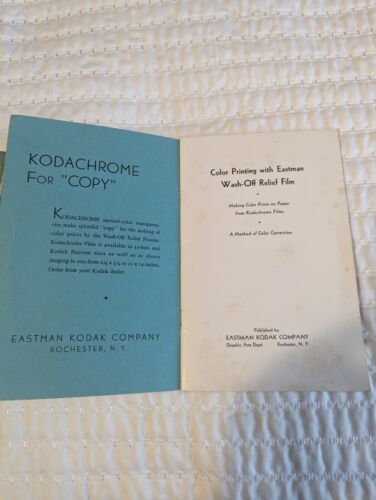 KODACHROME
FOR "COPY"
KODACHROME natural-color transparen-
cies make splendid "copy" for the making of
color prints by the Wash-Off Relief Process.
Kodachrome Film is available in 35-mm. and
Kodak Bantam sizes as well as in sheets
ranging in size from 2¼ x 3¼ to 11 x 14 inches.
Order from your Kodak dealer.
EASTMAN KODAK COMPANY
ROCHESTER, N. Y.
Color Printing with Eastman
Wash-Off Relief Film
Making Color Prints on Paper
from Kodachrome Films
A Method of Color Correction
Published by
EASTMAN KODAK COMPANY
Graphic Arts Dept. Rochester, N. Y.